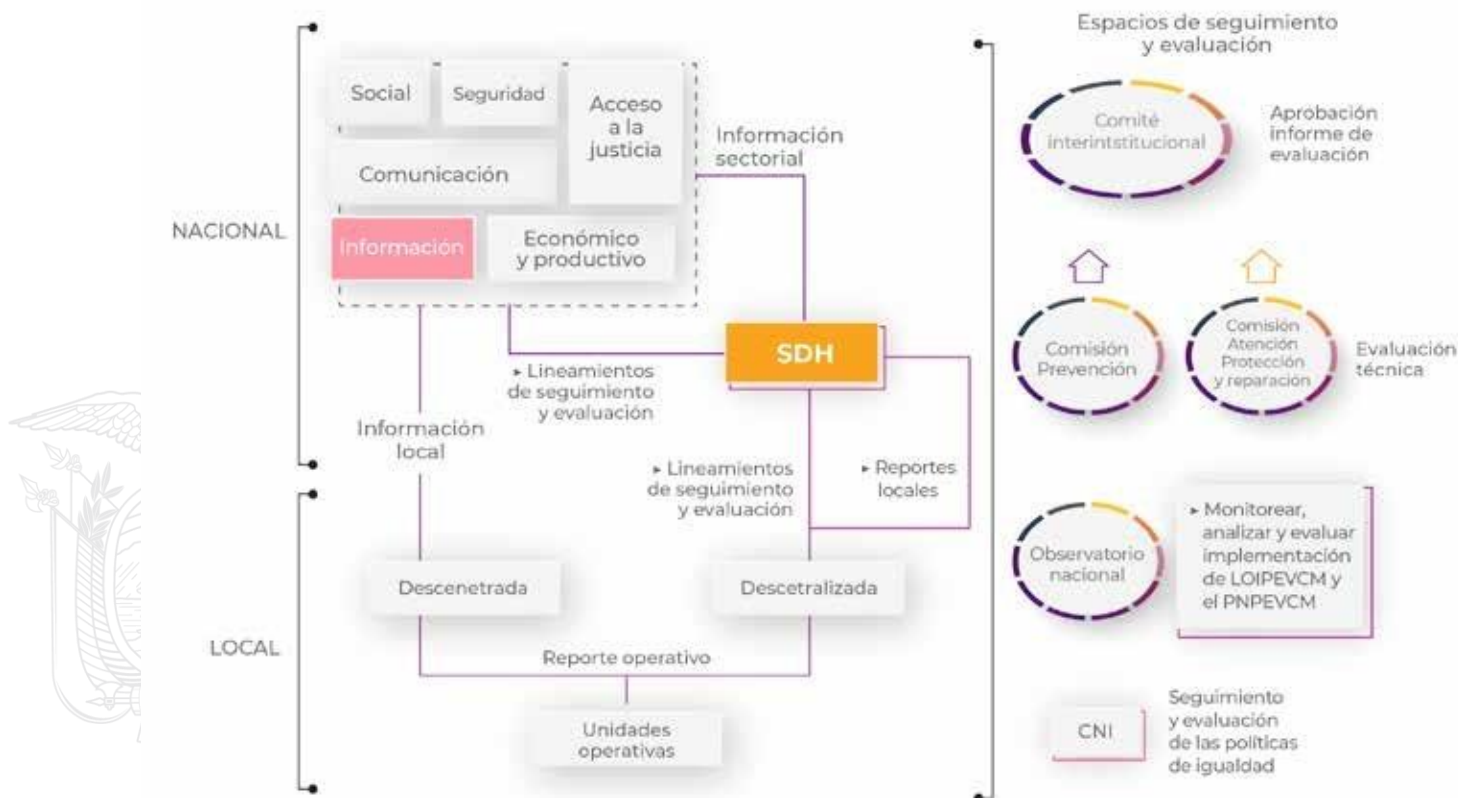 NACIONAL
Social
Seguridad
Acceso
a la
justicia
Comunicación
Información
Económico
y productivo
Información
sectorial
SDH
▸ Lineamientos
de seguimiento
y evaluación
Información
local
▸ Lineamientos
de seguimiento
y evaluación
▸ Reportes
locales
LOCAL
Descenetrada
Descetralizada
Reporte operativo
Unidades
operativas
Espacios de seguimiento
y evaluación
Comité
interintstitucional
Aprobación
informe de
evaluación
Comisión
Prevención
Comisión
Atención
Protección
y reparación
Evaluación
técnica
Observatorio
nacional
▸ Monitorear,
analizar y evaluar
implementación
de LOIPEVCM y
el PNPEVCM
CNI
Seguimiento
y evaluación
de las políticas
de igualdad